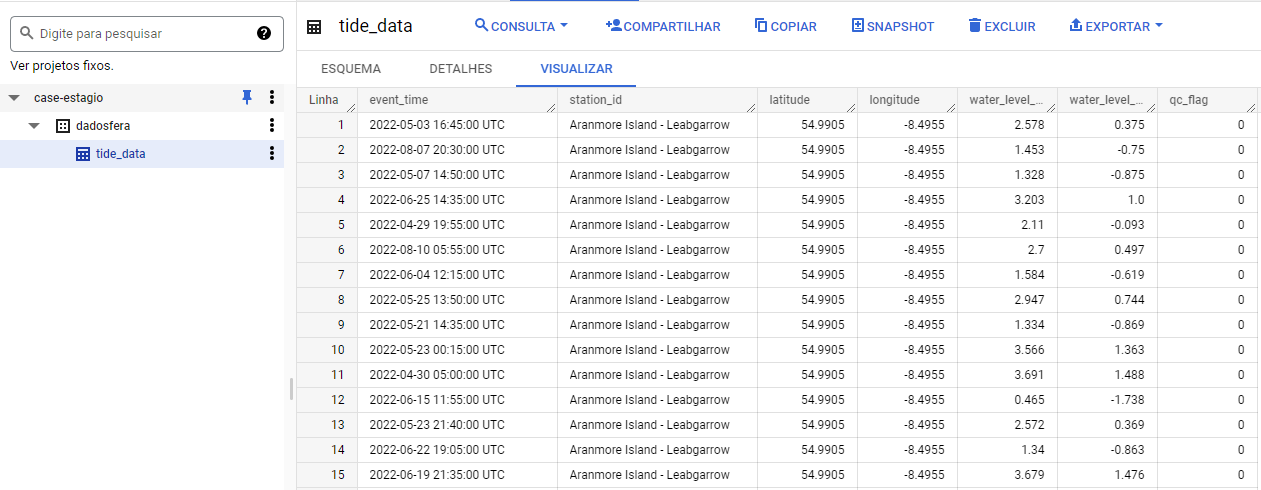 Digite para pesquisar
?
Ver projetos fixos.
case-estagio
dadosfera
tide_data
tide_data CONSULTA COMPARTILHAR COPIAR SNAPSHOT EXCLUIR EXPORTAR
ESQUEMA DETALHES VISUALIZAR
Linha event_time station_id latitude longitude water_level_... water_level_... qc_flag
1 2022-05-03 16:45:00 UTC Aranmore Island - Leabgarrow 54.9905 -8.4955 2.578 0.375 0
2 2022-08-07 20:30:00 UTC Aranmore Island - Leabgarrow 54.9905 -8.4955 1.453 -0.75 0
3 2022-05-07 14:50:00 UTC Aranmore Island - Leabgarrow 54.9905 -8.4955 1.328 -0.875 0
4 2022-06-25 14:35:00 UTC Aranmore Island - Leabgarrow 54.9905 -8.4955 3.203 1.0 0
5 2022-04-29 19:55:00 UTC Aranmore Island - Leabgarrow 54.9905 -8.4955 2.11 -0.093 0
6 2022-08-10 05:55:00 UTC Aranmore Island - Leabgarrow 54.9905 -8.4955 2.7 0.497 0
7 2022-06-04 12:15:00 UTC Aranmore Island - Leabgarrow 54.9905 -8.4955 1.584 -0.619 0
8 2022-05-25 13:50:00 UTC Aranmore Island - Leabgarrow 54.9905 -8.4955 2.947 0.744 0
9 2022-05-21 14:35:00 UTC Aranmore Island - Leabgarrow 54.9905 -8.4955 1.334 -0.869 0
10 2022-05-23 00:15:00 UTC Aranmore Island - Leabgarrow 54.9905 -8.4955 3.566 1.363 0
11 2022-04-30 05:00:00 UTC Aranmore Island - Leabgarrow 54.9905 -8.4955 3.691 1.488 0
12 2022-06-15 11:55:00 UTC Aranmore Island - Leabgarrow 54.9905 -8.4955 0.465 -1.738 0
13 2022-05-23 21:40:00 UTC Aranmore Island - Leabgarrow 54.9905 -8.4955 2.572 0.369 0
14 2022-06-22 19:05:00 UTC Aranmore Island - Leabgarrow 54.9905 -8.4955 1.34 -0.863 0
15 2022-06-19 21:35:00 UTC Aranmore Island - Leabgarrow 54.9905 -8.4955 3.679 1.476 0